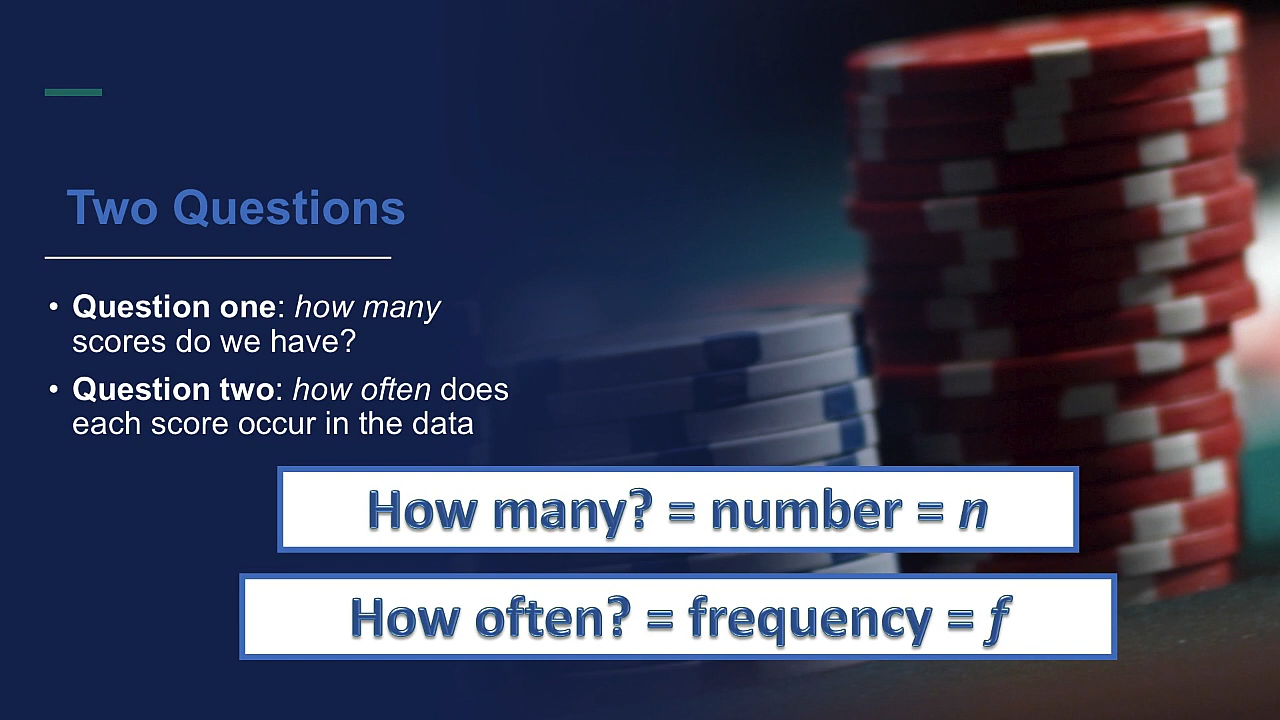 Two Questions
• Question one: how many
scores do we have?
• Question two: how often does
each score occur in the data
How many? = number = n
How often? = frequency = f